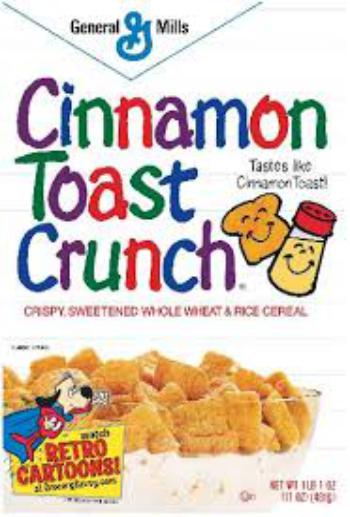 General Mills
Cinnamon
Toast
Crunch
Tastes like
Cinnamon Toast!
CRISPY, SWEETENED WHOLE WHEAT & RICE CEREAL
watch
RETRO
CARTOONS!
NET WT 1 LB 1 OZ